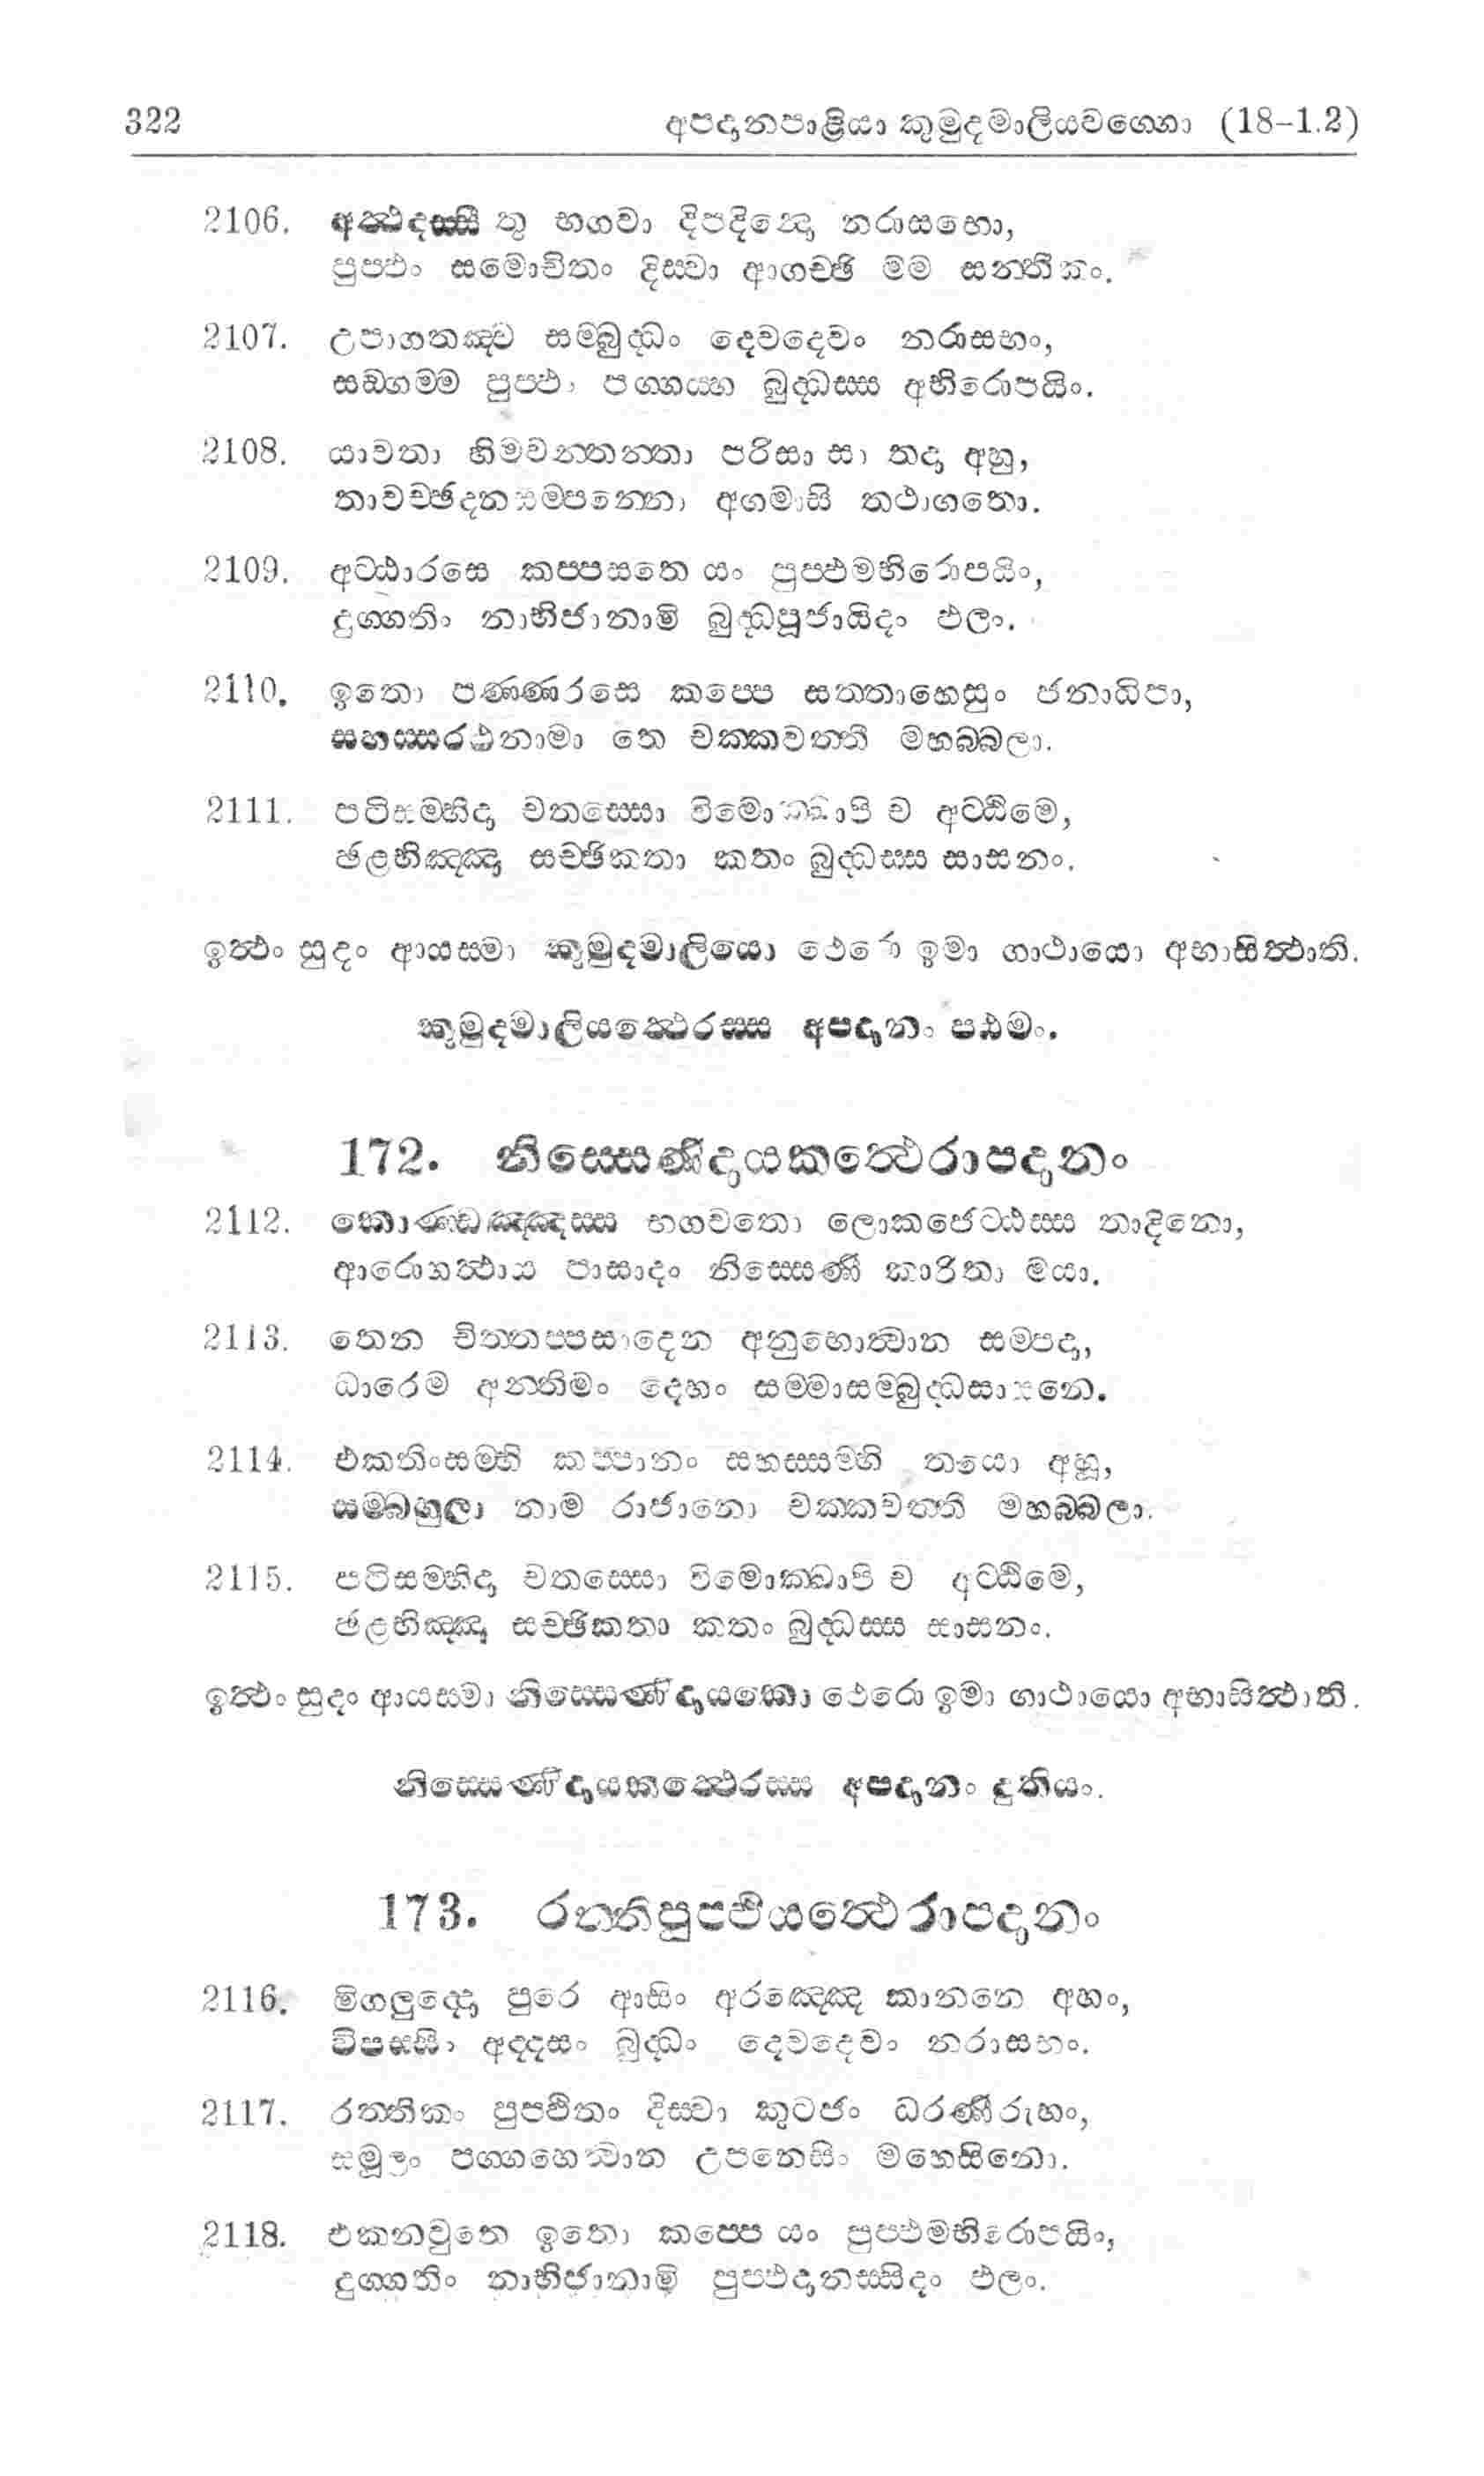 322 අපදානපාළියා කුමුදමාලියවග්ගො (18-1.2)
2106. අත්ථදස්සී තු භගවා දිපදින්දො නරාසභො,
පුප්ඵං සමොචිතං දිස්වා ආගච්ඡි මම සන්තිකං.
2107. උපාගතඤ්ච සම්බුද්ධං දෙවදෙවං නරාසභං,
සඞ්ගම්ම පුප්ඵං පග්ගය්හ බුද්ධස්ස අභිරොපයිං.
2108. යාවතා හිමවන්තන්තා පරිසා සා තදා අහු,
තාවච්ඡදනසම්පන්නො අගමාසි තථාගතො.
2109. අට්ඨාරසෙ කප්පසතෙ යං පුප්ඵමභිරොපයිං,
දුග්ගතිං නාභිජානාමි බුද්ධපූජායිදං ඵලං.
2110. ඉතො පණ්ණරසෙ කප්පෙ සත්තාහෙසුං ජනාධිපා,
සහස්සරථනාමා තෙ චක්කවත්තී මහබ්බලා.
2111. පටිසම්භිදා චතස්සො විමොක්ඛාපි ච අට්ඨිමෙ,
ඡළභිඤ්ඤා සච්ඡිකතා කතං බුද්ධස්ස සාසනං.
ඉත්ථං සුදං ආයස්මා කුමුදමාලියො ථෙරො ඉමා ගාථායො අභාසිත්ථාති.
කුමුදමාලියත්ථෙරස්ස අපදානං පඨමං.
172. නිස්සෙණිදායකත්ථෙරාපදානං
2112. කොණ්ඩඤ්ඤස්ස භගවතො ලොකජෙට්ඨස්ස තාදිනො,
ආරොහත්ථාය පාසාදං නිස්සෙණී කාරිතා මයා.
2113. තෙන චිත්තප්පසාදෙන අනුභොත්වාන සම්පදා,
ධාරෙමි අන්තිමං දෙහං සම්මාසම්බුද්ධසාසනෙ.
2114. එකතිංසම්හි කප්පානං සහස්සම්හි තයො අහූ,
සම්බහුලා නාම රාජානො චක්කවත්තී මහබ්බලා.
2115. පටිසම්භිදා චතස්සො විමොක්ඛාපි ච අට්ඨිමෙ,
ඡළභිඤ්ඤා සච්ඡිකතා කතං බුද්ධස්ස සාසනං.
ඉත්ථං සුදං ආයස්මා නිස්සෙණිදායකො ථෙරො ඉමා ගාථායො අභාසිත්ථාති.
නිස්සෙණිදායකත්ථෙරස්ස අපදානං දුතියං.
173. රත්තිපුප්ඵියත්ථෙරාපදානං
2116. මිගලුද්දො පුරෙ ආසිං අරඤ්ඤෙ කානනෙ අහං,
විපස්සිං අද්දසං බුද්ධං දෙවදෙවං නරාසභං.
2117. රත්තිකං පුප්ඵිතං දිස්වා කුටජං ධරණීරුහං,
සමූලං පග්ගහෙත්වාන උපනෙසිං මහෙසිනො.
2118. එකනවුතෙ ඉතො කප්පෙ යං පුප්ඵමභිරොපයිං,
දුග්ගතිං නාභිජානාමි පුප්ඵදානස්සිදං ඵලං.